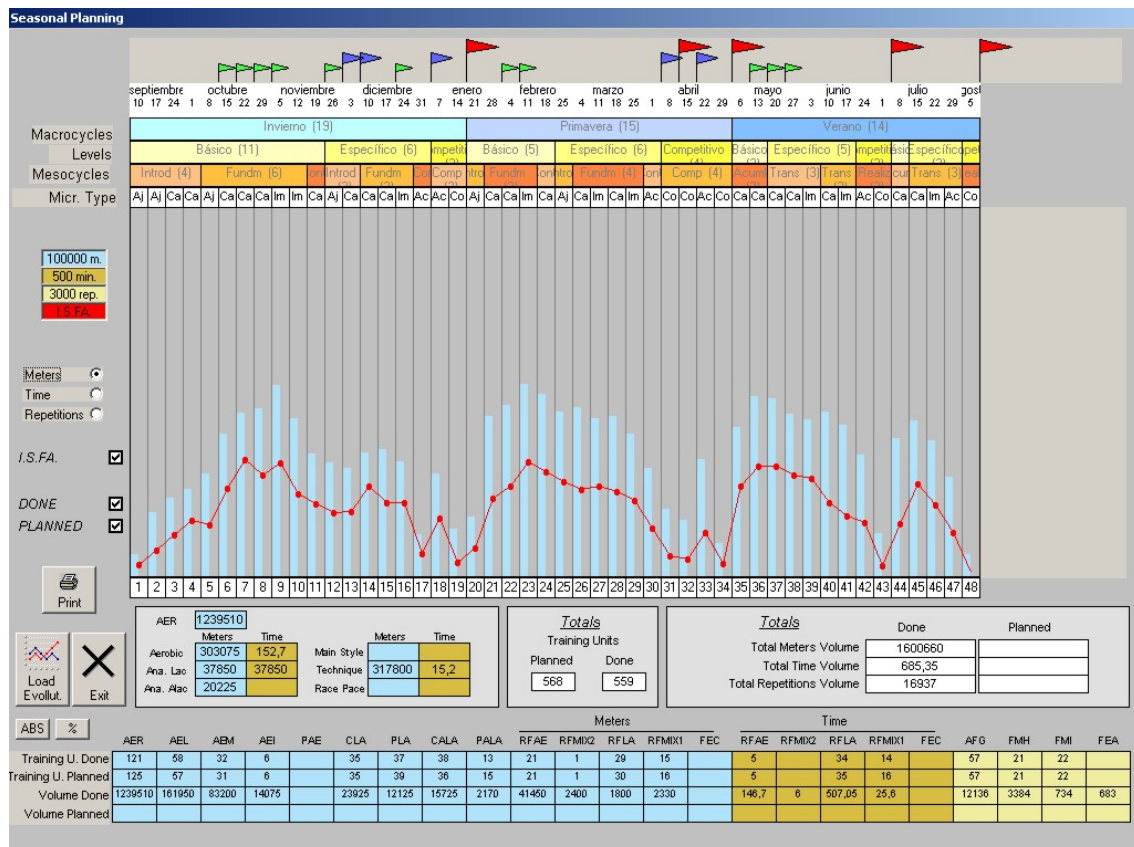 Seasonal Planning
septiembre octubre noviembre diciembre enero febrero marzo abril mayo junio julio gost
10 17 24 1 8 15 22 29 5 12 19 26 3 10 17 24 31 7 14 21 28 4 11 18 25 4 11 18 25 1 8 15 22 29 6 13 20 27 3 10 17 24 1 8 15 22 29 5
Macrocycles Invierno (19) Primavera (15) Verano (14)
Levels Básico (11) Específico (6) Básico (5) Específico (6) Competitivo (4) Básico Específico (5) Específico
Mesocycles Introd (4) Fundm (6) Introd Fundm Comp Fundm Fundm (4) Comp (4) Acuml Trans (3) Trans Realiz Trans (3)
Micr. Type Aj Aj Ca Ca Aj Ca Ca Ca Im Im Ca Aj Ca Ca Ca Im Ac Ac Co Aj Ca Ca Ca Im Ca Im Ca Ca Im Ac Co Co Ac Co Ca Ca Ca Ca Im Ca Im Ac Co Ca Ca Im Ac Co
100000 m.
500 min.
3000 rep.
I.S.FA.
Meters
Time
Repetitions
I.S.FA.
DONE
PLANNED
Print
1 2 3 4 5 6 7 8 9 10 11 12 13 14 15 16 17 18 19 20 21 22 23 24 25 26 27 28 29 30 31 32 33 34 35 36 37 38 39 40 41 42 43 44 45 46 47 48
Load Evollut.
Exit
AER 1239510
Meters Time Meters Time
Aerobic 303075 152,7 Main Style
Ana. Lac 37850 37850 Technique 317800 15,2
Ana. Alac 20225 Race Pace
Totals
Training Units
Planned Done
568 559
Totals Done Planned
Total Meters Volume 1600660
Total Time Volume 685,35
Total Repetitions Volume 16937
ABS %
Meters Time
AER AEL AEM AEI PAE CLA PLA CALA PALA RFAE RFMIX2 RFLA RFMIX1 FEC RFAE RFMIX2 RFLA RFMIX1 FEC AFG FMH FMI FEA
Training U. Done 121 58 32 6 35 37 38 13 21 1 29 15 5 34 14 57 21 22
Training U. Planned 125 57 31 6 35 39 36 15 21 1 30 16 5 35 16 57 21 22
Volume Done 1239510 161950 83200 14075 23925 12125 15725 2170 41450 2400 1800 2330 146,7 6 507,05 25,6 12136 3384 734 683
Volume Planned